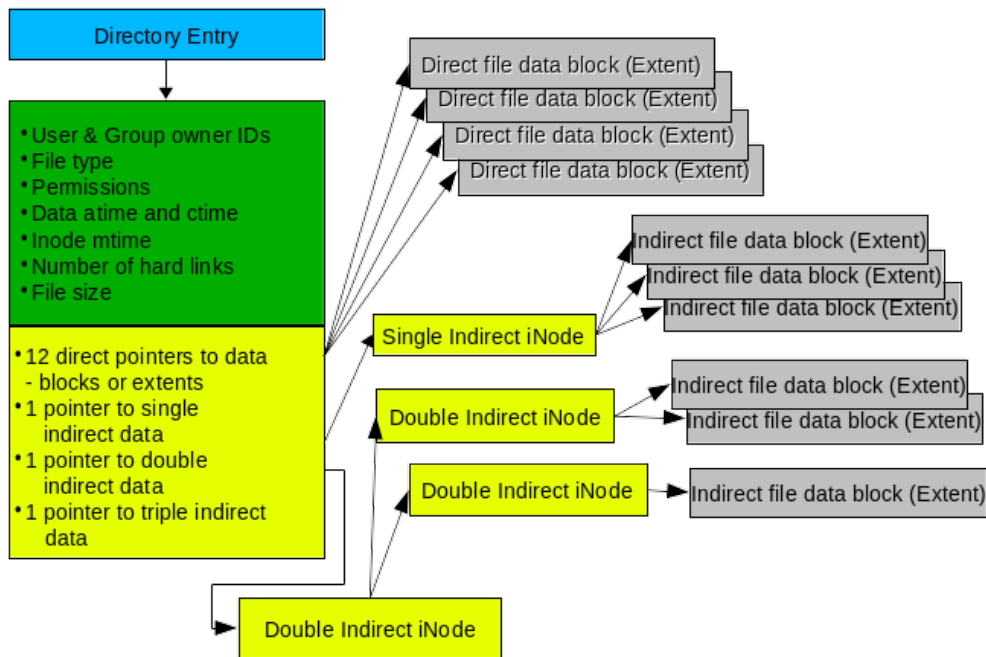 Directory Entry
• User & Group owner IDs
• File type
• Permissions
• Data atime and ctime
• Inode mtime
• Number of hard links
• File size
• 12 direct pointers to data
- blocks or extents
• 1 pointer to single
indirect data
• 1 pointer to double
indirect data
• 1 pointer to triple indirect
data
Direct file data block (Extent)
Direct file data block (Extent)
Direct file data block (Extent)
Direct file data block (Extent)
Single Indirect iNode
Indirect file data block (Extent)
Indirect file data block (Extent)
Indirect file data block (Extent)
Double Indirect iNode
Indirect file data block (Extent)
Indirect file data block (Extent)
Double Indirect iNode
Indirect file data block (Extent)
Double Indirect iNode